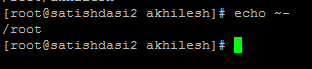 [root@satishdasi2 akhilesh]# echo ~-
/root
[root@satishdasi2 akhilesh]#